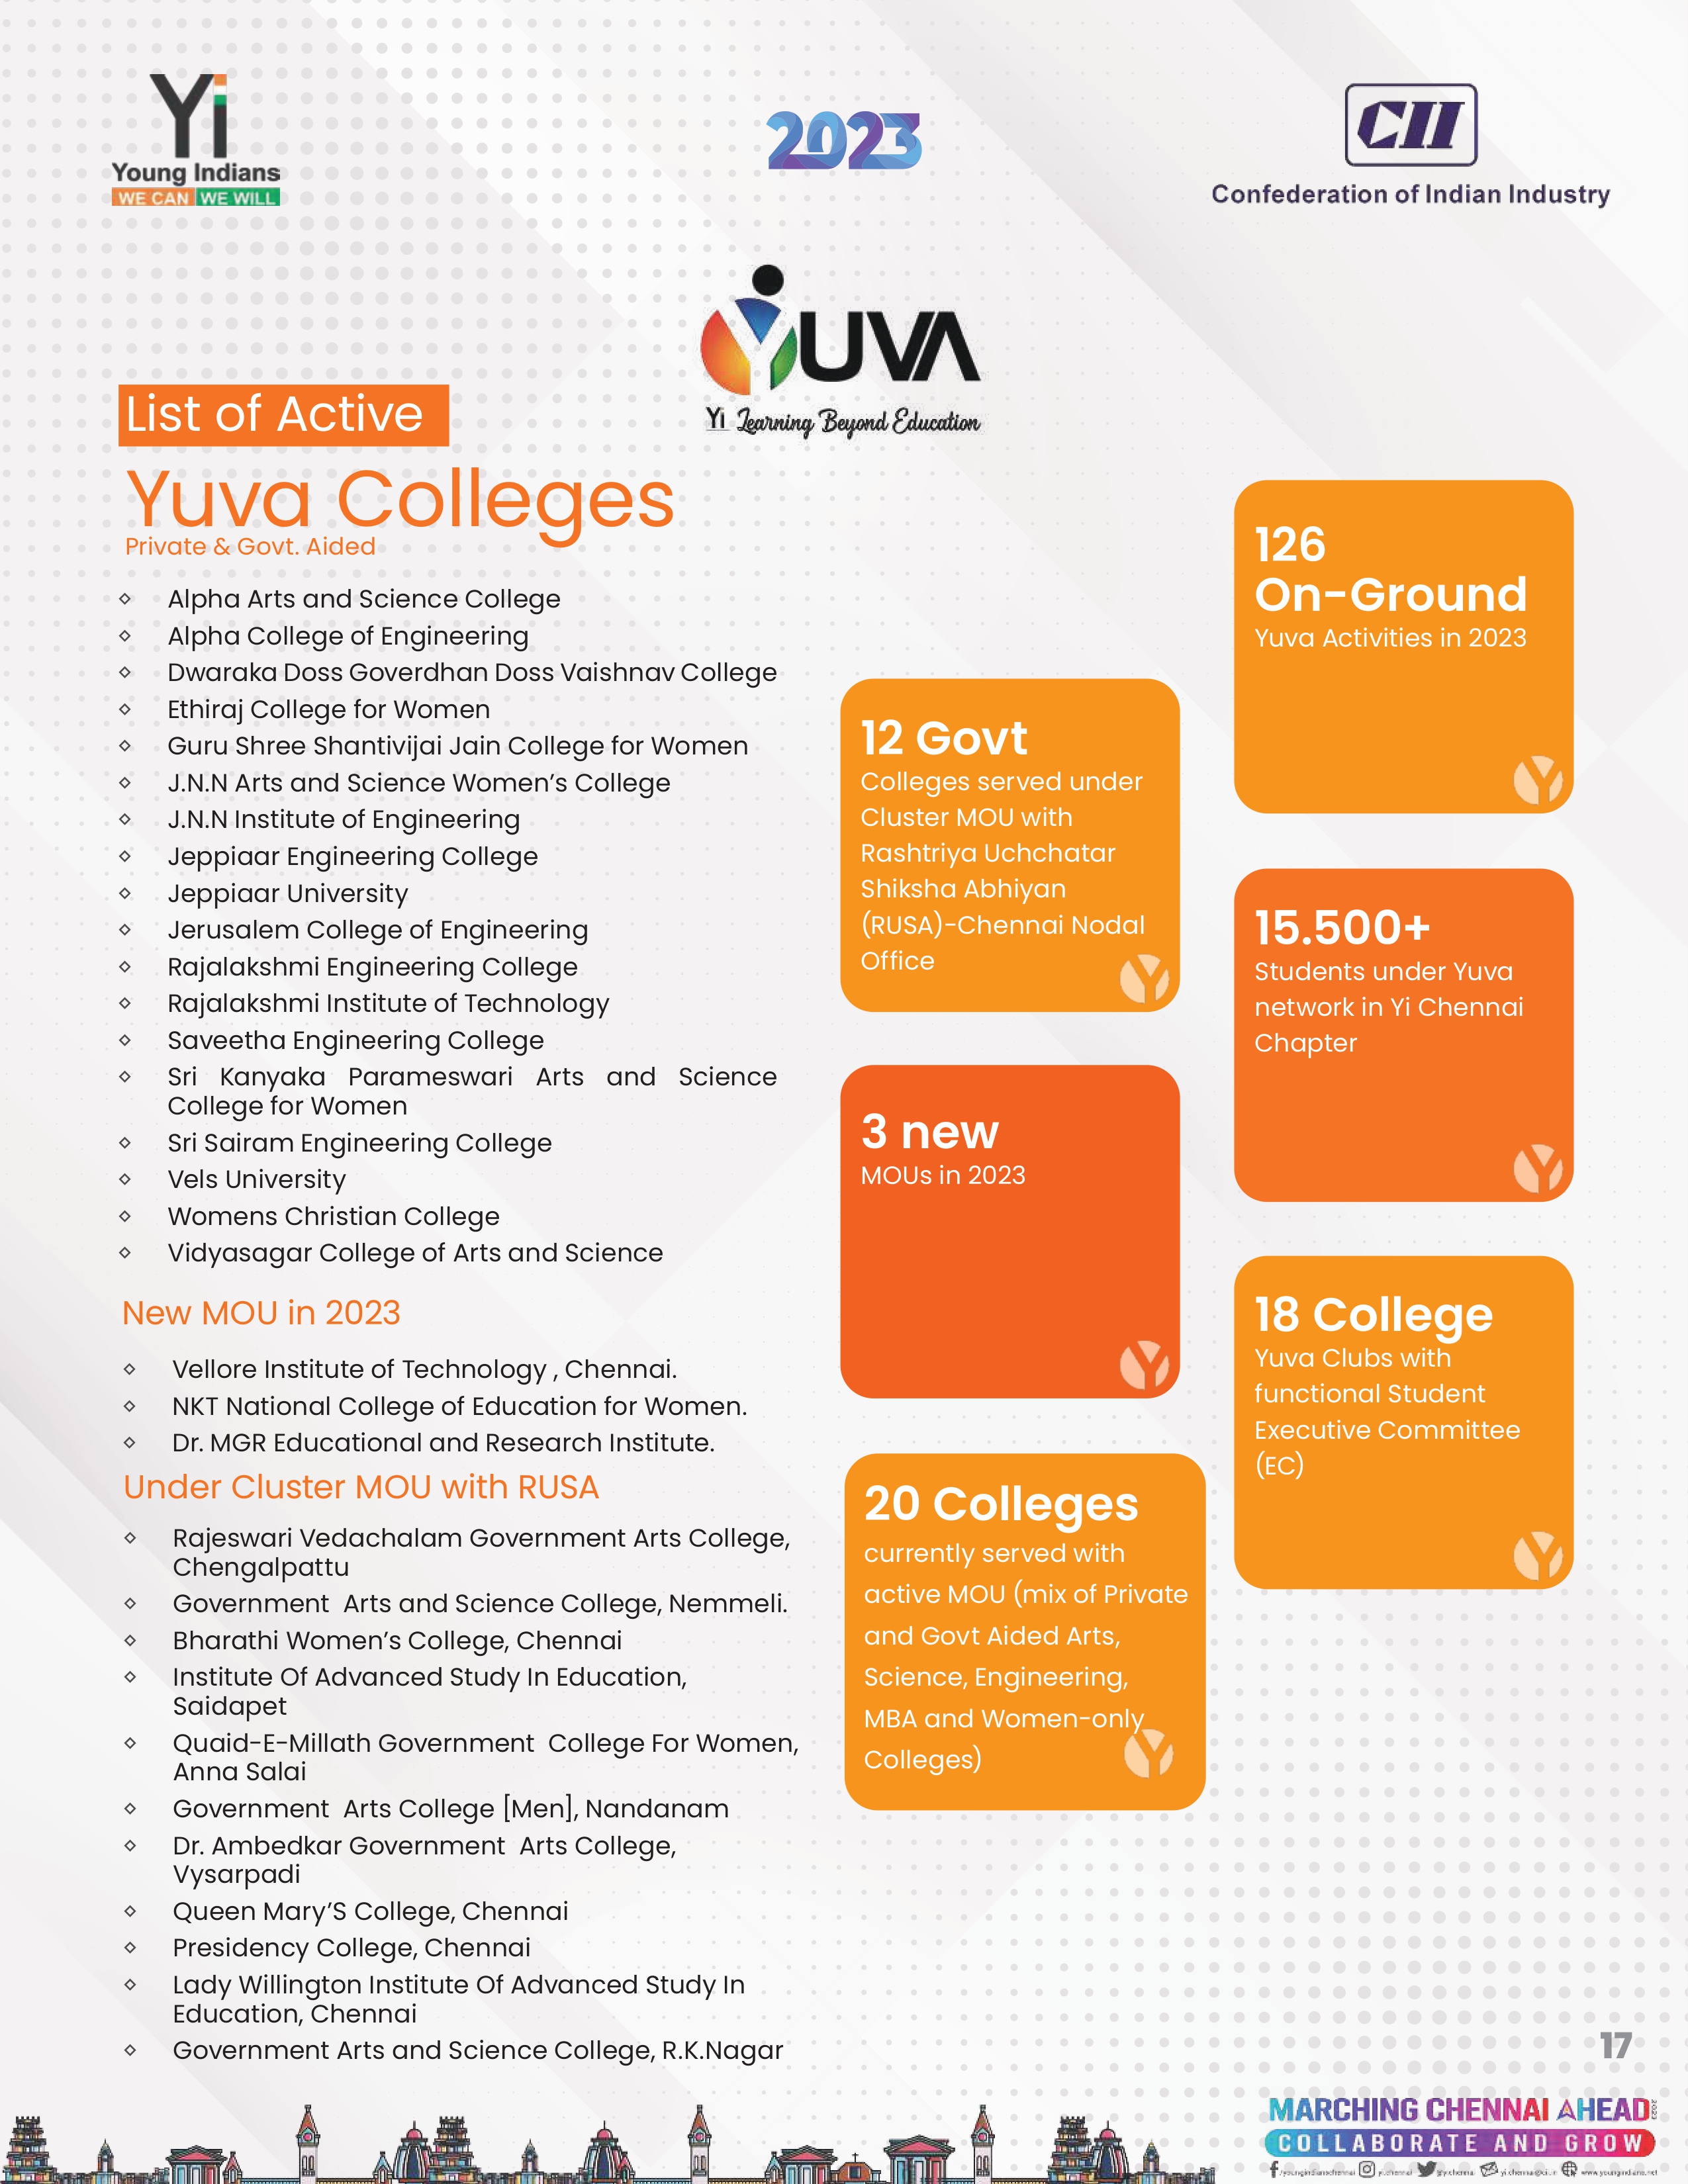 Yi
Young Indians
WE CAN WE WILL
2023
CII
Confederation of Indian Industry
YUVA
Yi Learning Beyond Education
List of Active
Yuva Colleges
Private & Govt. Aided
Alpha Arts and Science College
Alpha College of Engineering
Dwaraka Doss Goverdhan Doss Vaishnav College
Ethiraj College for Women
Guru Shree Shantivijai Jain College for Women
J.N.N Arts and Science Women’s College
J.N.N Institute of Engineering
Jeppiaar Engineering College
Jeppiaar University
Jerusalem College of Engineering
Rajalakshmi Engineering College
Rajalakshmi Institute of Technology
Saveetha Engineering College
Sri Kanyaka Parameswari Arts and Science
College for Women
Sri Sairam Engineering College
Vels University
Womens Christian College
Vidyasagar College of Arts and Science
New MOU in 2023
Vellore Institute of Technology , Chennai.
NKT National College of Education for Women.
Dr. MGR Educational and Research Institute.
Under Cluster MOU with RUSA
Rajeswari Vedachalam Government Arts College,
Chengalpattu
Government Arts and Science College, Nemmeli.
Bharathi Women’s College, Chennai
Institute Of Advanced Study In Education,
Saidapet
Quaid-E-Millath Government College For Women,
Anna Salai
Government Arts College [Men], Nandanam
Dr. Ambedkar Government Arts College,
Vysarpadi
Queen Mary’S College, Chennai
Presidency College, Chennai
Lady Willington Institute Of Advanced Study In
Education, Chennai
Government Arts and Science College, R.K.Nagar
12 Govt
Colleges served under
Cluster MOU with
Rashtriya Uchchatar
Shiksha Abhiyan
(RUSA)-Chennai Nodal
Office
3 new
MOUs in 2023
20 Colleges
currently served with
active MOU (mix of Private
and Govt Aided Arts,
Science, Engineering,
MBA and Women-only
Colleges)
126
On-Ground
Yuva Activities in 2023
15.500+
Students under Yuva
network in Yi Chennai
Chapter
18 College
Yuva Clubs with
functional Student
Executive Committee
(EC)
17
MARCHING CHENNAI AHEAD
2023
COLLABORATE AND GROW
/youngindianschennai yi.chennai @yichennai yi.chennai@cii.in www.youngindians.net